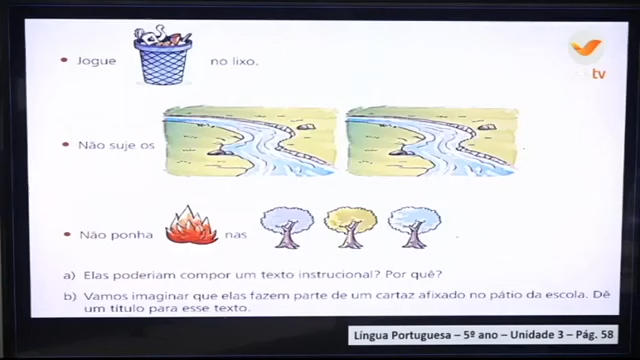 • Jogue no lixo.
tv
• Não suje os .
• Não ponha nas .
a) Elas poderiam compor um texto instrucional? Por quê?
b) Vamos imaginar que elas fazem parte de um cartaz afixado no pátio da escola. Dê
um título para esse texto.
Língua Portuguesa – 5º ano – Unidade 3 – Pág. 58